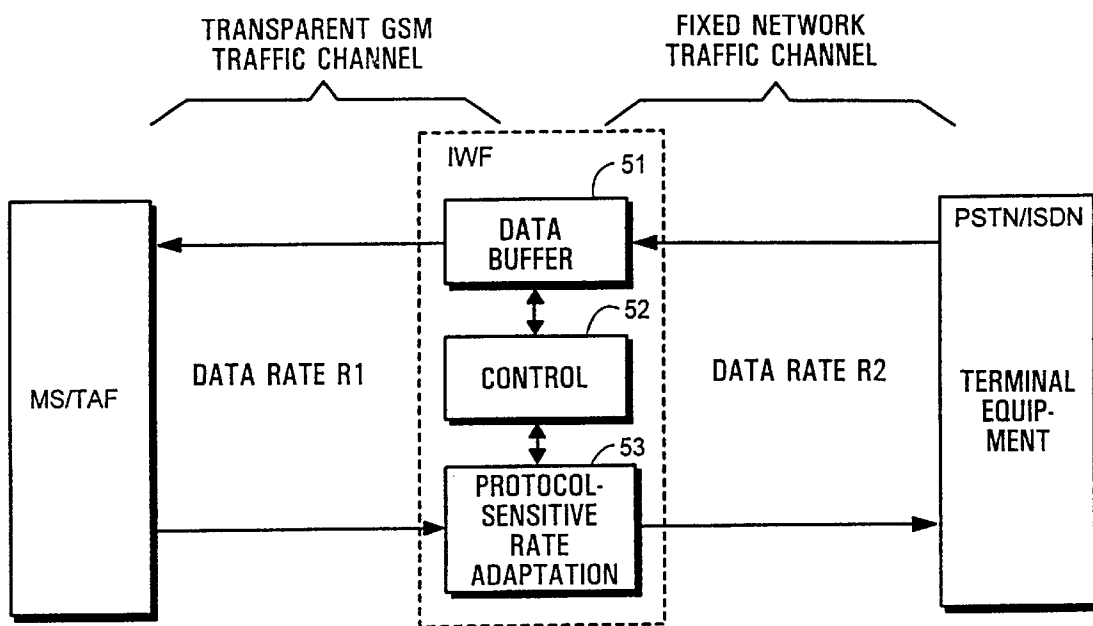 TRANSPARENT GSM
TRAFFIC CHANNEL
FIXED NETWORK
TRAFFIC CHANNEL
IWF
51
DATA
BUFFER
PSTN/ISDN
52
DATA RATE R1
CONTROL
DATA RATE R2
MS/TAF
TERMINAL
EQUIP-
MENT
53
PROTOCOL-
SENSITIVE
RATE
ADAPTATION